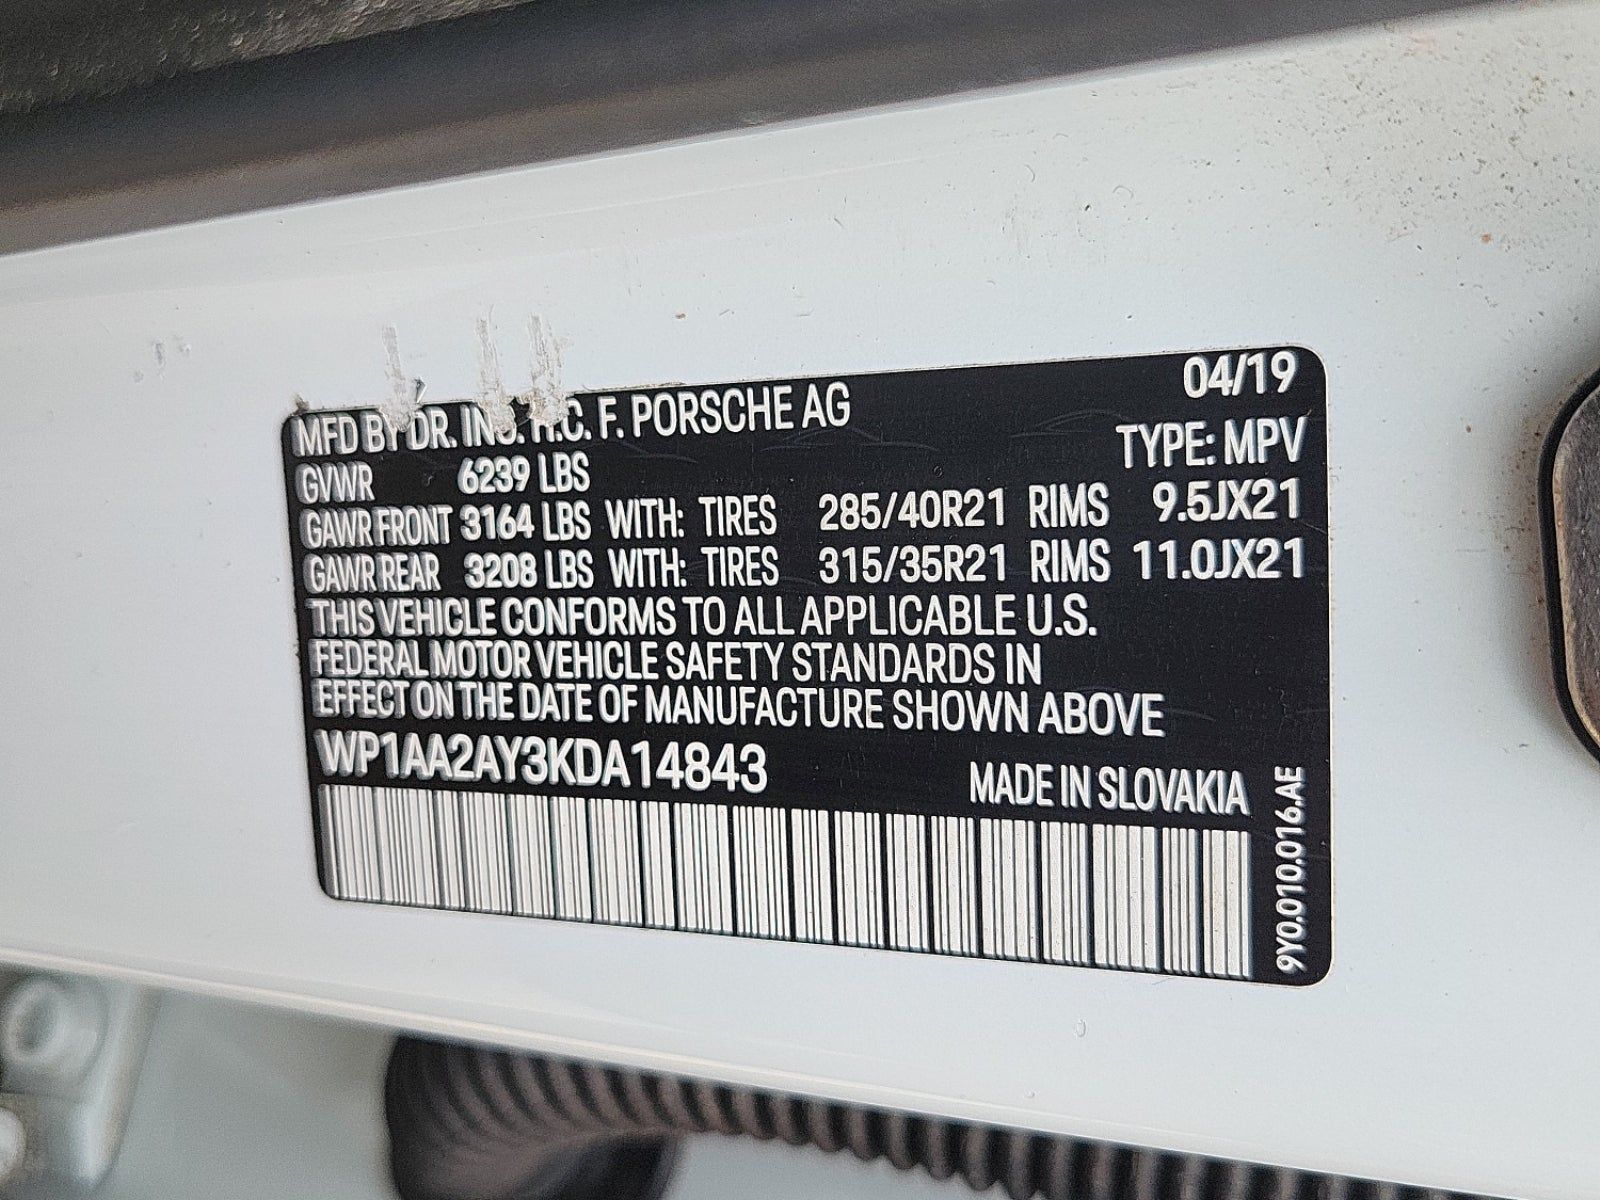 04/19
MFD BY DR. ING. H.C. F. PORSCHE AG
TYPE: MPV
GVWR 6239 LBS
GAWR FRONT 3164 LBS WITH: TIRES 285/40R21 RIMS 9.5JX21
GAWR REAR 3208 LBS WITH: TIRES 315/35R21 RIMS 11.0JX21
THIS VEHICLE CONFORMS TO ALL APPLICABLE U.S.
FEDERAL MOTOR VEHICLE SAFETY STANDARDS IN
EFFECT ON THE DATE OF MANUFACTURE SHOWN ABOVE
WP1AA2AY3KDA14843
MADE IN SLOVAKIA
9Y0.010.016.AE